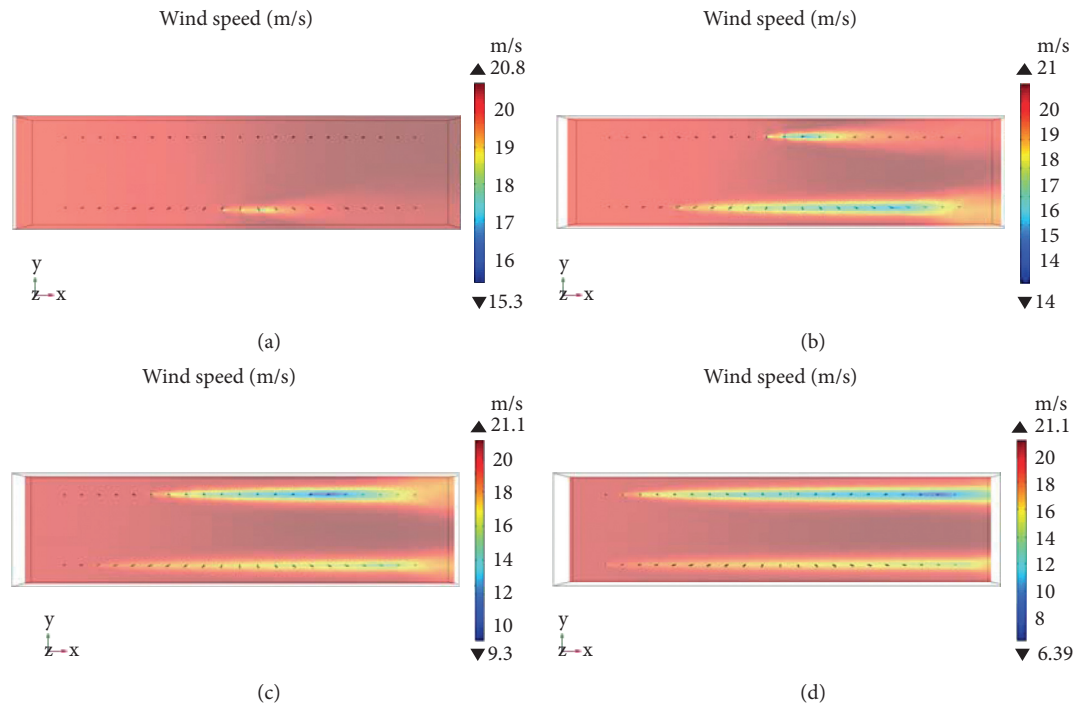 Wind speed (m/s)
m/s
▲ 20.8
20
19
18
17
16
▼ 15.3
y
z x
(a)
Wind speed (m/s)
m/s
▲ 21
20
19
18
17
16
15
14
▼ 14
y
z x
(b)
Wind speed (m/s)
m/s
▲ 21.1
20
18
16
14
12
10
▼ 9.3
y
z x
(c)
Wind speed (m/s)
m/s
▲ 21.1
20
18
16
14
12
10
8
▼ 6.39
y
z x
(d)